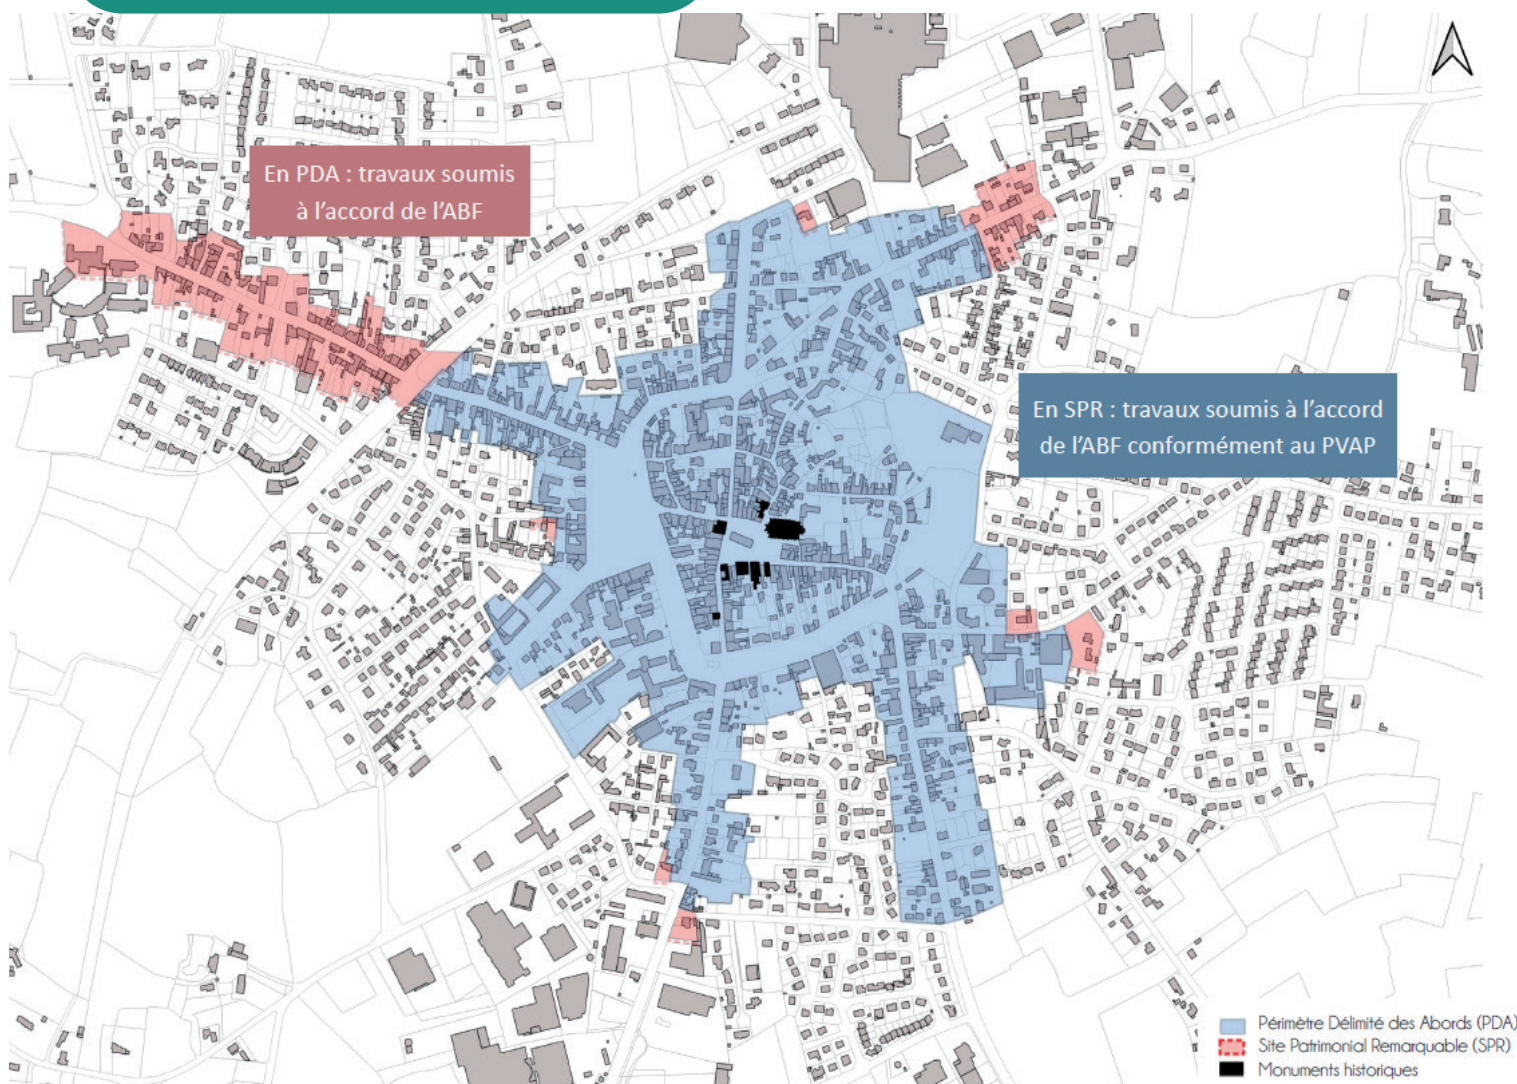 En PDA : travaux soumis
à l'accord de l'ABF
En SPR : travaux soumis à l'accord
de l'ABF conformément au PVAP
Périmètre Délimité des Abords (PDA)
Site Patrimonial Remarquable (SPR)
Monuments historiques